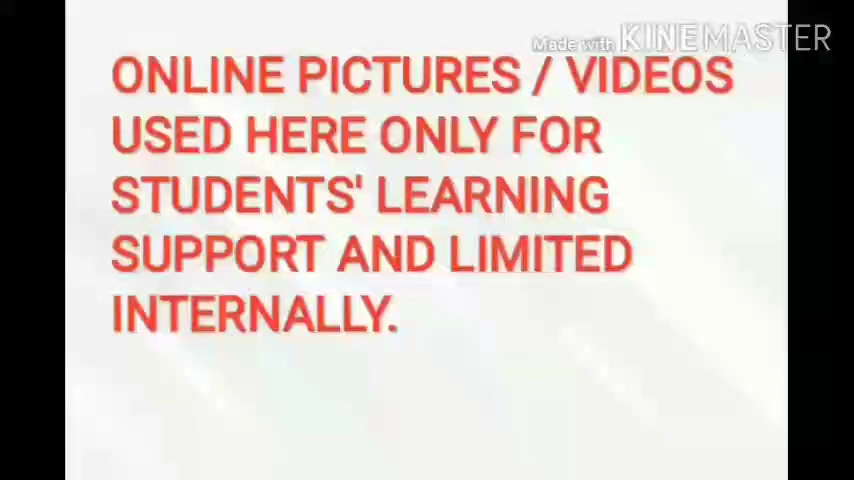 Made with KINEMASTER
ONLINE PICTURES / VIDEOS
USED HERE ONLY FOR
STUDENTS' LEARNING
SUPPORT AND LIMITED
INTERNALLY.